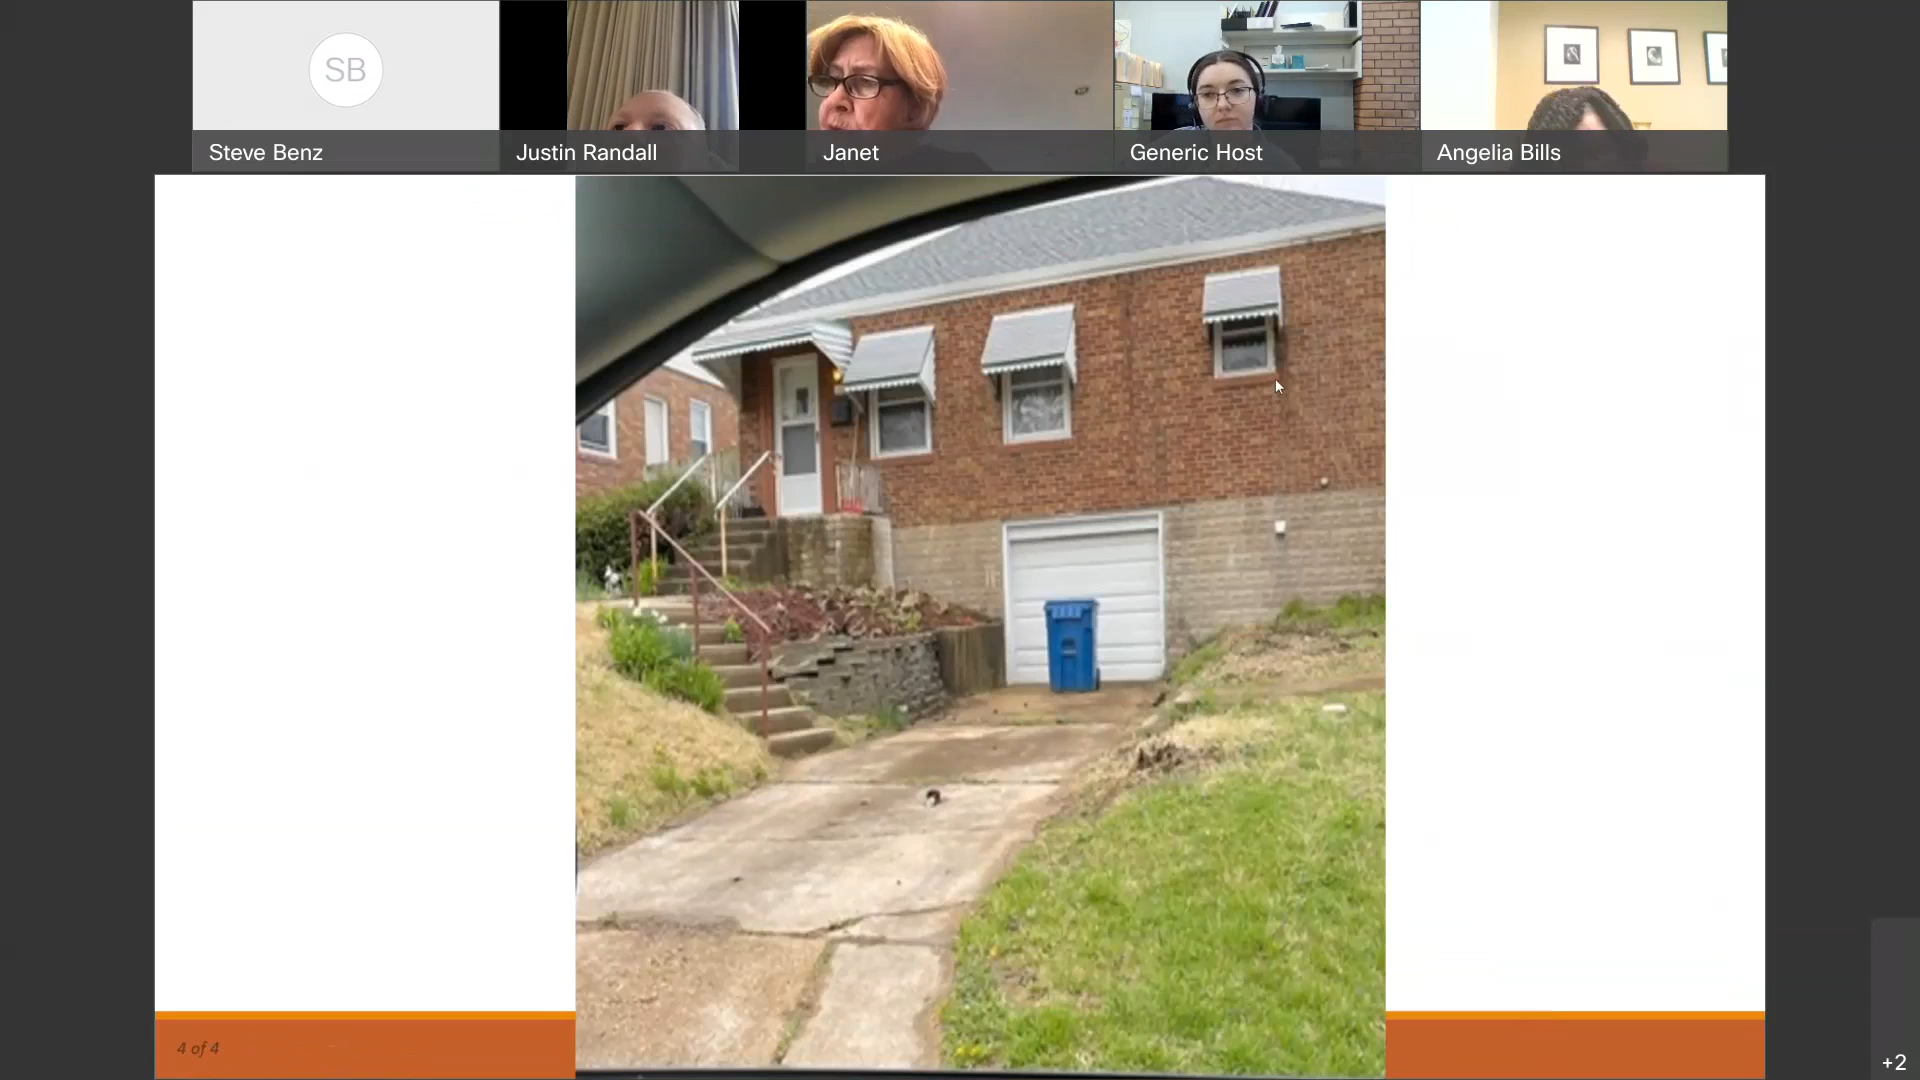 SB
Steve Benz
Justin Randall
Janet
Generic Host
Angelia Bills
4 of 4
+2